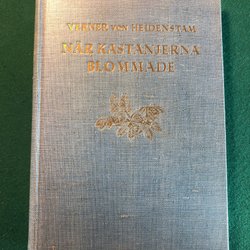 VERNER VON HEIDENSTAM
NÄR KASTANJERNA
BLOMMADE